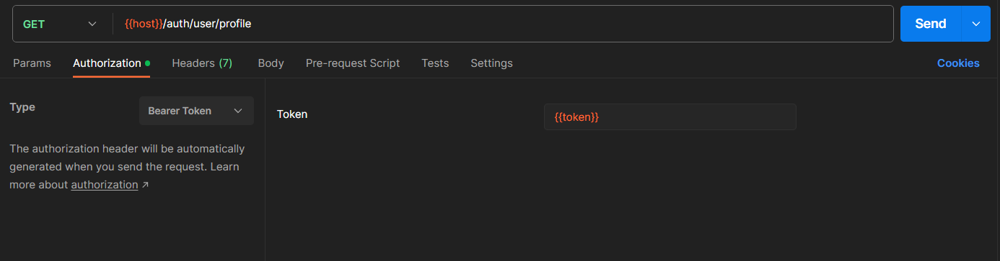 GET {{host}}/auth/user/profile Send
Params Authorization Headers (7) Body Pre-request Script Tests Settings Cookies
Type Bearer Token
The authorization header will be automatically
generated when you send the request. Learn
more about authorization ↗
Token {{token}}